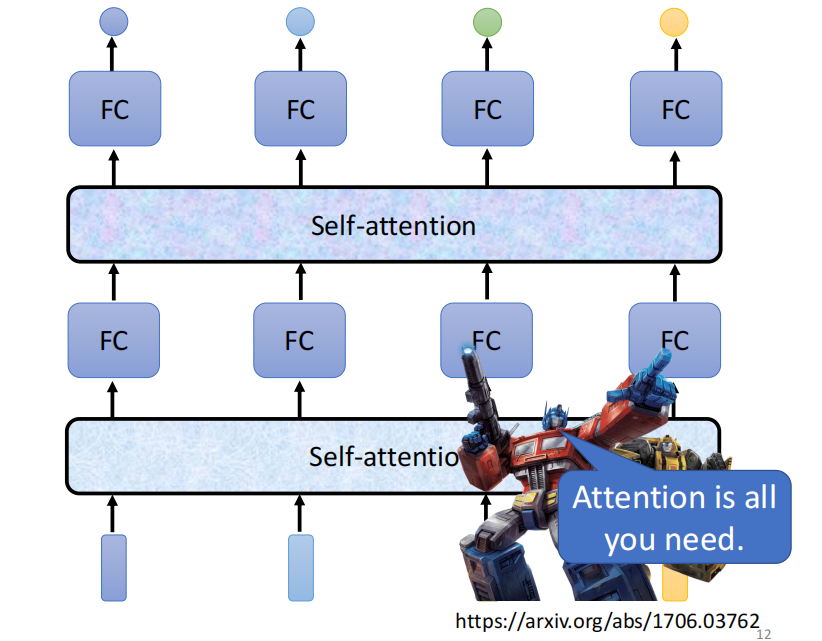 FC FC FC FC
Self-attention
FC FC FC FC
Self-attentio
Attention is all
you need.
https://arxiv.org/abs/1706.03762
12